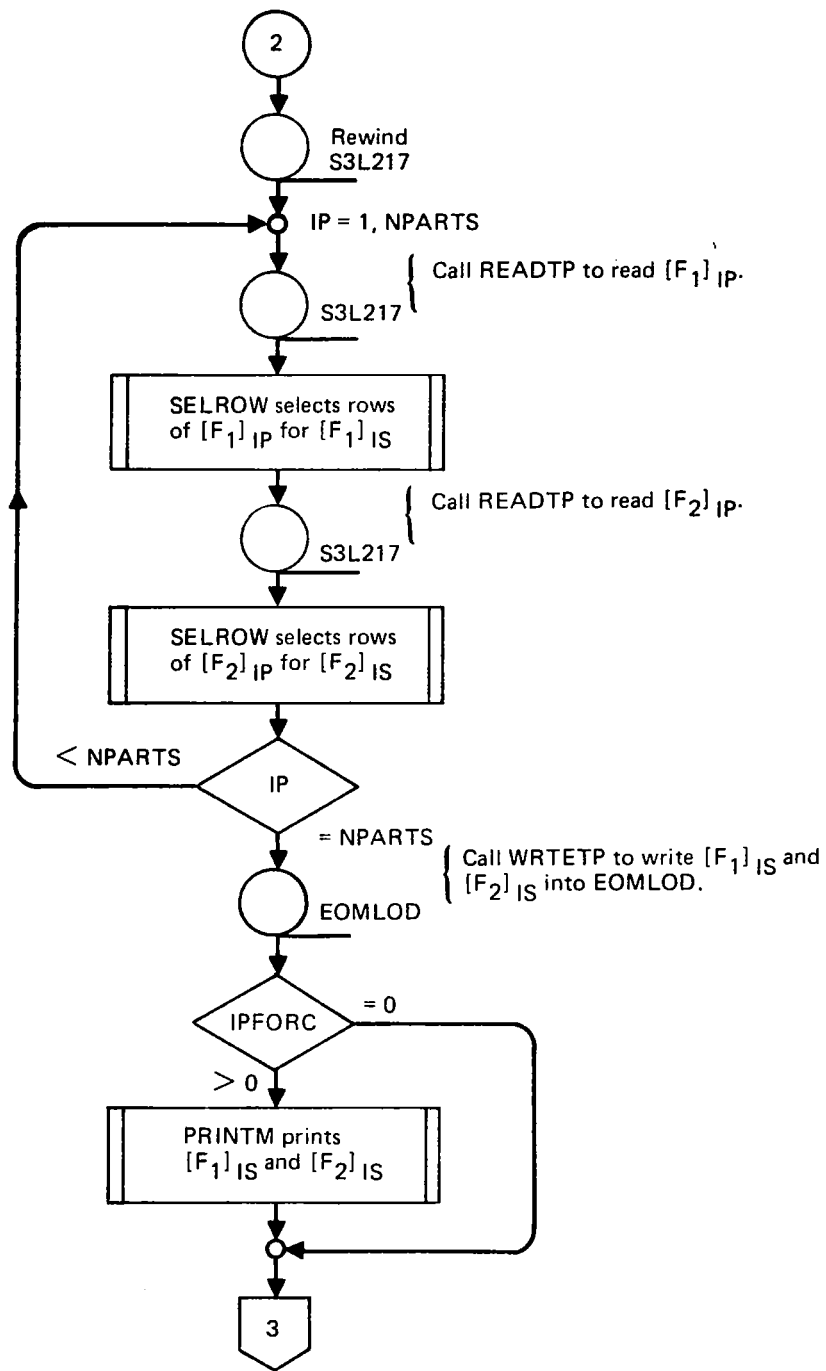 2
Rewind
S3L217
IP = 1, NPARTS
Call READTP to read [F1] IP.
S3L217
SELROW selects rows
of [F1] IP for [F1] IS
Call READTP to read [F2] IP.
S3L217
SELROW selects rows
of [F2] IP for [F2] IS
< NPARTS
IP
= NPARTS
Call WRTETP to write [F1] IS and
[F2] IS into EOMLOD.
EOMLOD
= 0
IPFORC
> 0
PRINTM prints
[F1] IS and [F2] IS
3